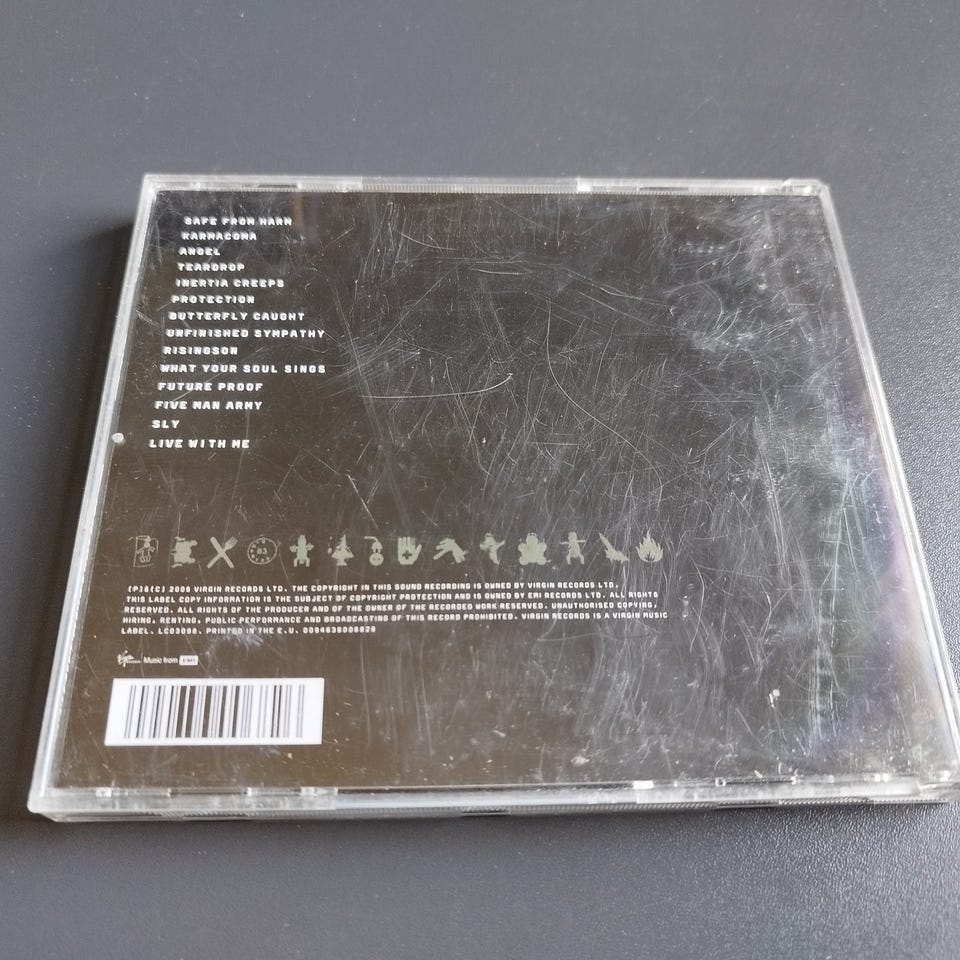 SAFE FROM HARM
KARMACOMA
ANGEL
TEARDROP
INERTIA CREEPS
PROTECTION
BUTTERFLY CAUGHT
UNFINISHED SYMPATHY
RISINGSON
WHAT YOUR SOUL SINGS
FUTURE PROOF
FIVE MAN ARMY
SLY
LIVE WITH ME
(P)&(C) 2006 VIRGIN RECORDS LTD. THE COPYRIGHT IN THIS SOUND RECORDING IS OWNED BY VIRGIN RECORDS LTD.
THIS LABEL COPY INFORMATION IS THE SUBJECT OF COPYRIGHT PROTECTION AND IS OWNED BY EMI RECORDS LTD. ALL RIGHTS
RESERVED. ALL RIGHTS OF THE PRODUCER AND OF THE OWNER OF THE RECORDED WORK RESERVED. UNAUTHORISED COPYING,
HIRING, RENTING, PUBLIC PERFORMANCE AND BROADCASTING OF THIS RECORD PROHIBITED. VIRGIN RECORDS IS A VIRGIN MUSIC
LABEL. LC03098. PRINTED IN THE E.U.
Virgin Music from EMI